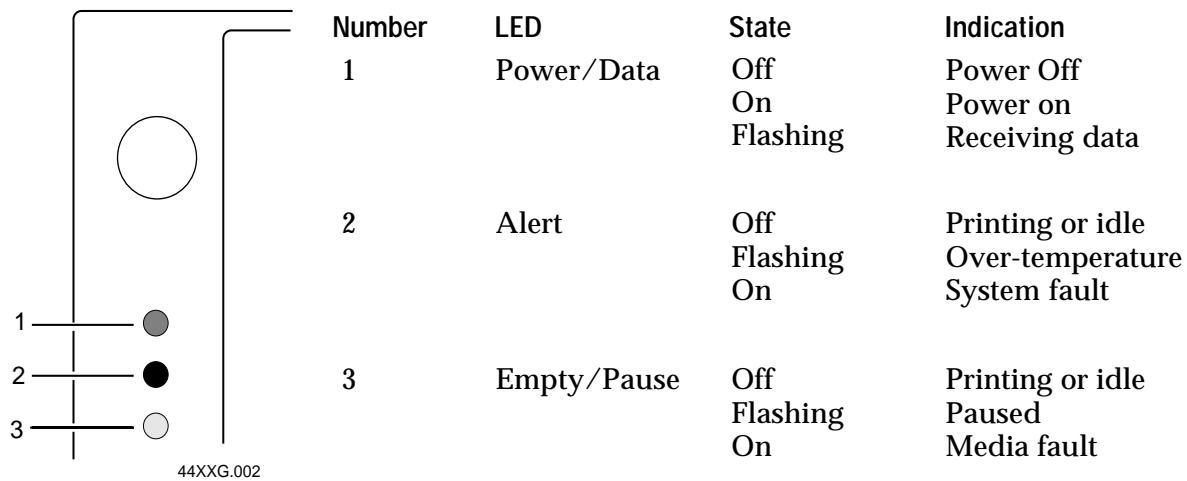 Number LED State Indication
1 Power/Data Off Power Off
On Power on
Flashing Receiving data
2 Alert Off Printing or idle
Flashing Over-temperature
On System fault
3 Empty/Pause Off Printing or idle
Flashing Paused
On Media fault
1
2
3
44XXG.002